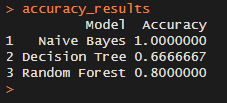 > accuracy_results
Model Accuracy
1 Naive Bayes 1.0000000
2 Decision Tree 0.6666667
3 Random Forest 0.8000000
>